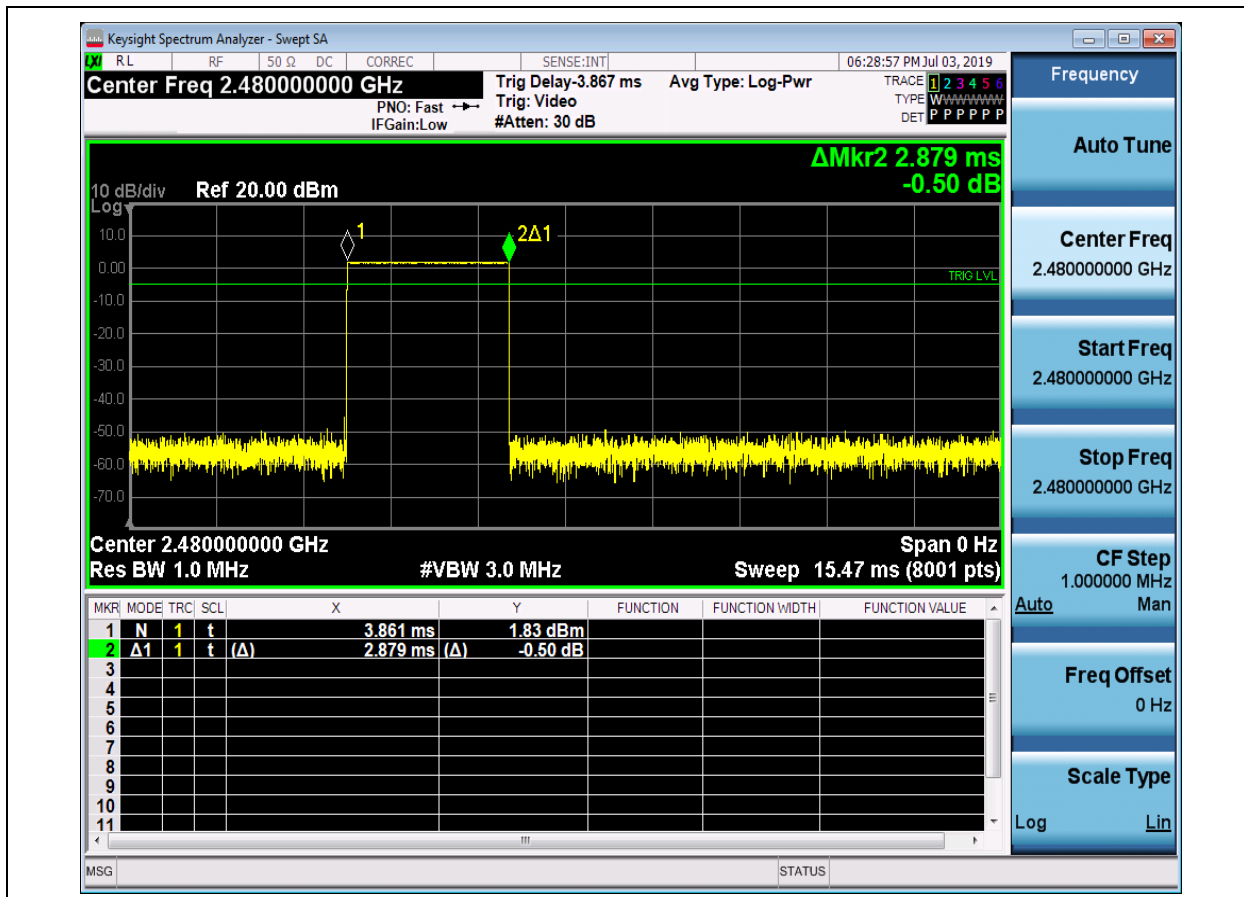 Keysight Spectrum Analyzer - Swept SA
LXI RL RF 50 Ω DC CORREC SENSE:INT 06:28:57 PM Jul 03, 2019
Center Freq 2.480000000 GHz
PNO: Fast
IFGain:Low
Trig Delay-3.867 ms
Trig: Video
#Atten: 30 dB
Avg Type: Log-Pwr
TRACE 1 2 3 4 5 6
TYPE WWWWWW
DET P P P P P P
ΔMkr2 2.879 ms
-0.50 dB
10 dB/div Ref 20.00 dBm
Log
10.0
0.00
-10.0
-20.0
-30.0
-40.0
-50.0
-60.0
-70.0
1
2Δ1
TRIG LVL
Center 2.480000000 GHz Span 0 Hz
Res BW 1.0 MHz #VBW 3.0 MHz Sweep 15.47 ms (8001 pts)
MKR MODE TRC SCL X Y FUNCTION FUNCTION WIDTH FUNCTION VALUE
1 N 1 t 3.861 ms 1.83 dBm
2 Δ1 1 t (Δ) 2.879 ms (Δ) -0.50 dB
3
4
5
6
7
8
9
10
11
MSG STATUS
Frequency
Auto Tune
Center Freq
2.480000000 GHz
Start Freq
2.480000000 GHz
Stop Freq
2.480000000 GHz
CF Step
1.000000 MHz
Auto Man
Freq Offset
0 Hz
Scale Type
Log Lin